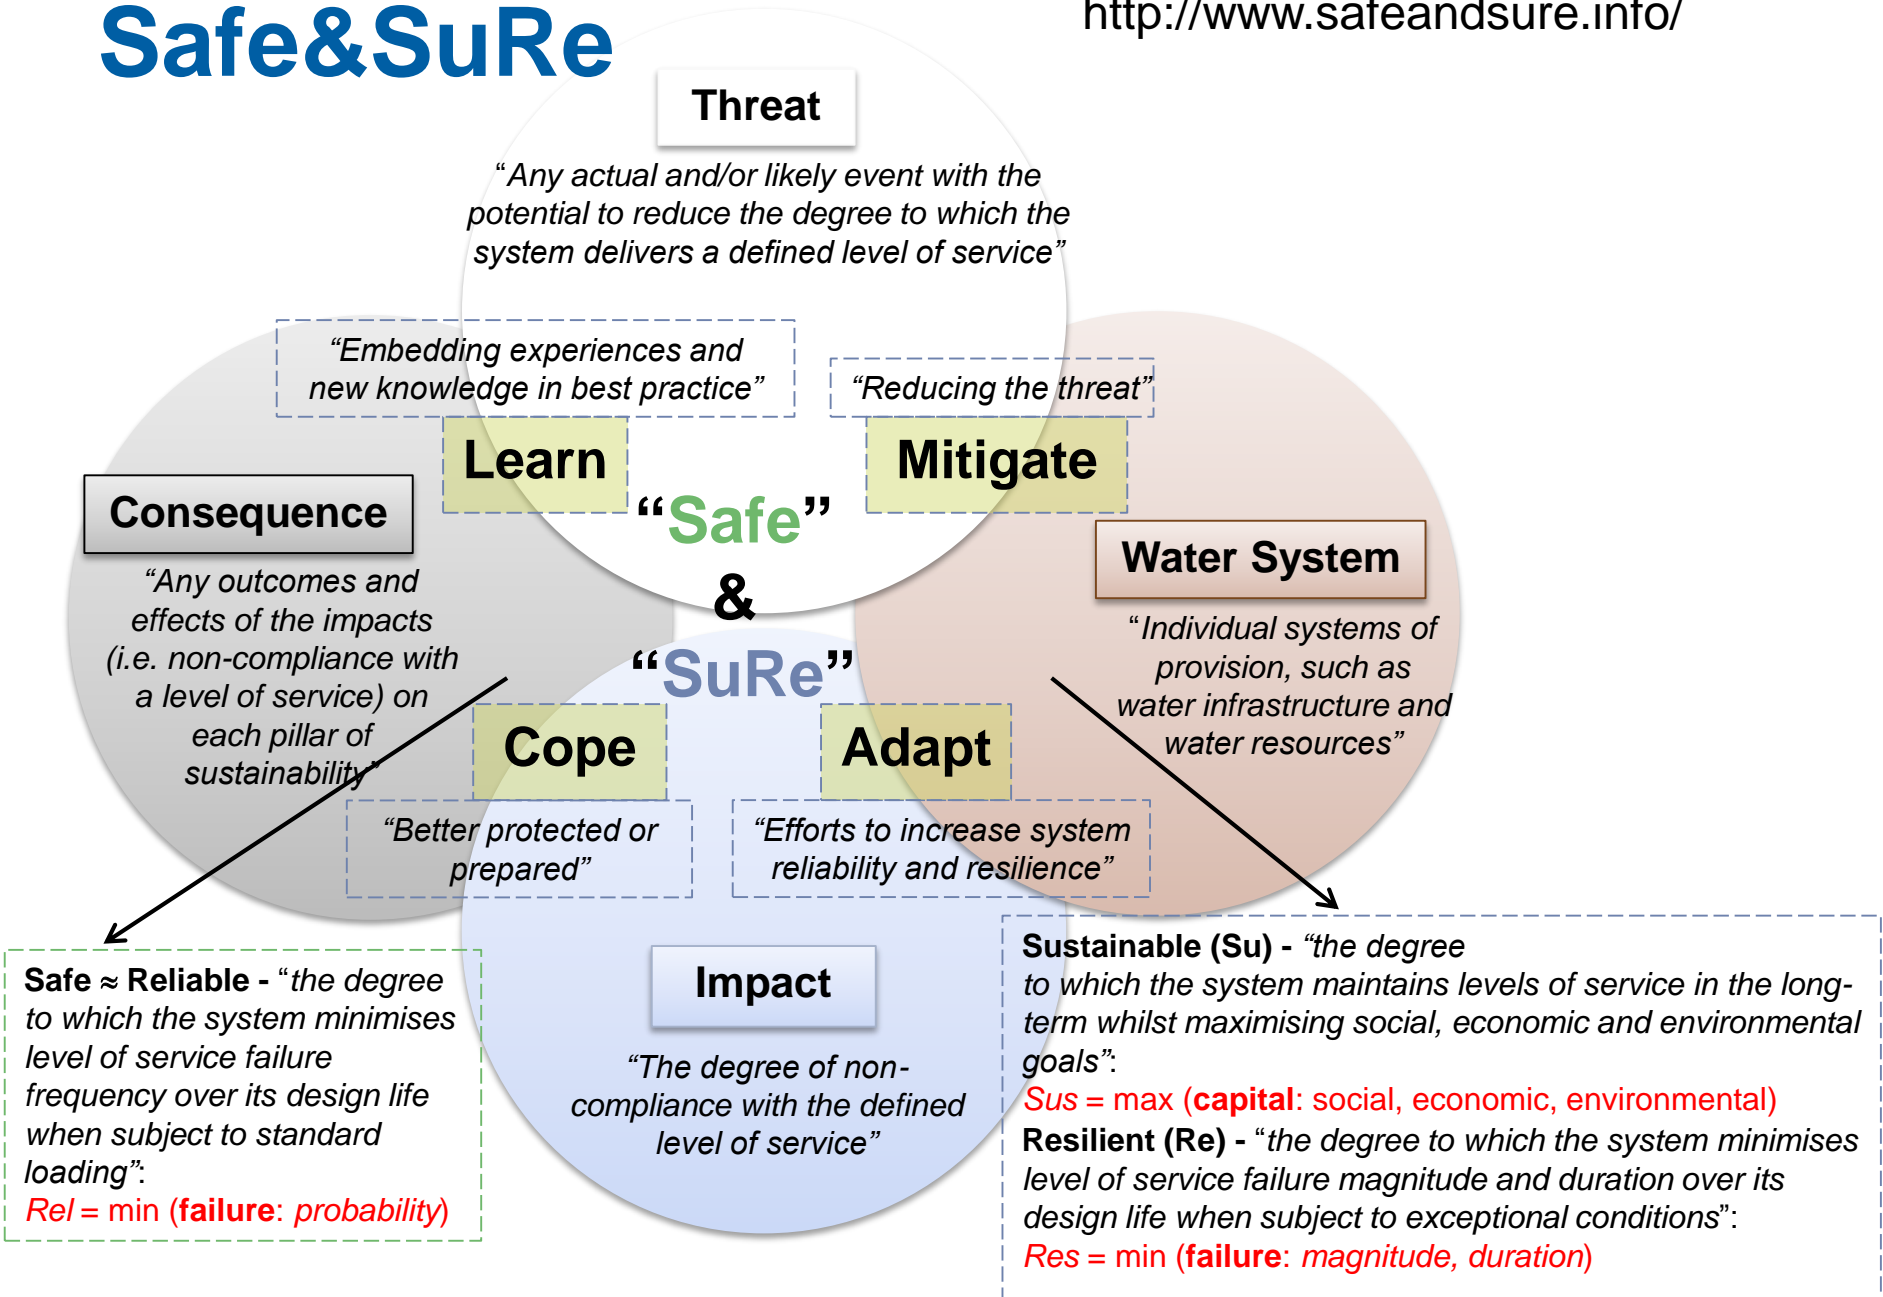 Safe&SuRe
http://www.safeandsure.info/
Threat
“Any actual and/or likely event with the
potential to reduce the degree to which the
system delivers a defined level of service”
“Embedding experiences and
new knowledge in best practice”
“Reducing the threat”
Learn
Mitigate
“Safe”
&
“SuRe”
Consequence
“Any outcomes and
effects of the impacts
(i.e. non-compliance with
a level of service) on
each pillar of
sustainability”
Water System
“Individual systems of
provision, such as
water infrastructure and
water resources”
Cope
Adapt
“Better protected or
prepared”
“Efforts to increase system
reliability and resilience”
Impact
“The degree of non-
compliance with the defined
level of service”
Safe ≈ Reliable - “the degree
to which the system minimises
level of service failure
frequency over its design life
when subject to standard
loading”:
Rel = min (failure: probability)
Sustainable (Su) - “the degree
to which the system maintains levels of service in the long-
term whilst maximising social, economic and environmental
goals”:
Sus = max (capital: social, economic, environmental)
Resilient (Re) - “the degree to which the system minimises
level of service failure magnitude and duration over its
design life when subject to exceptional conditions”:
Res = min (failure: magnitude, duration)